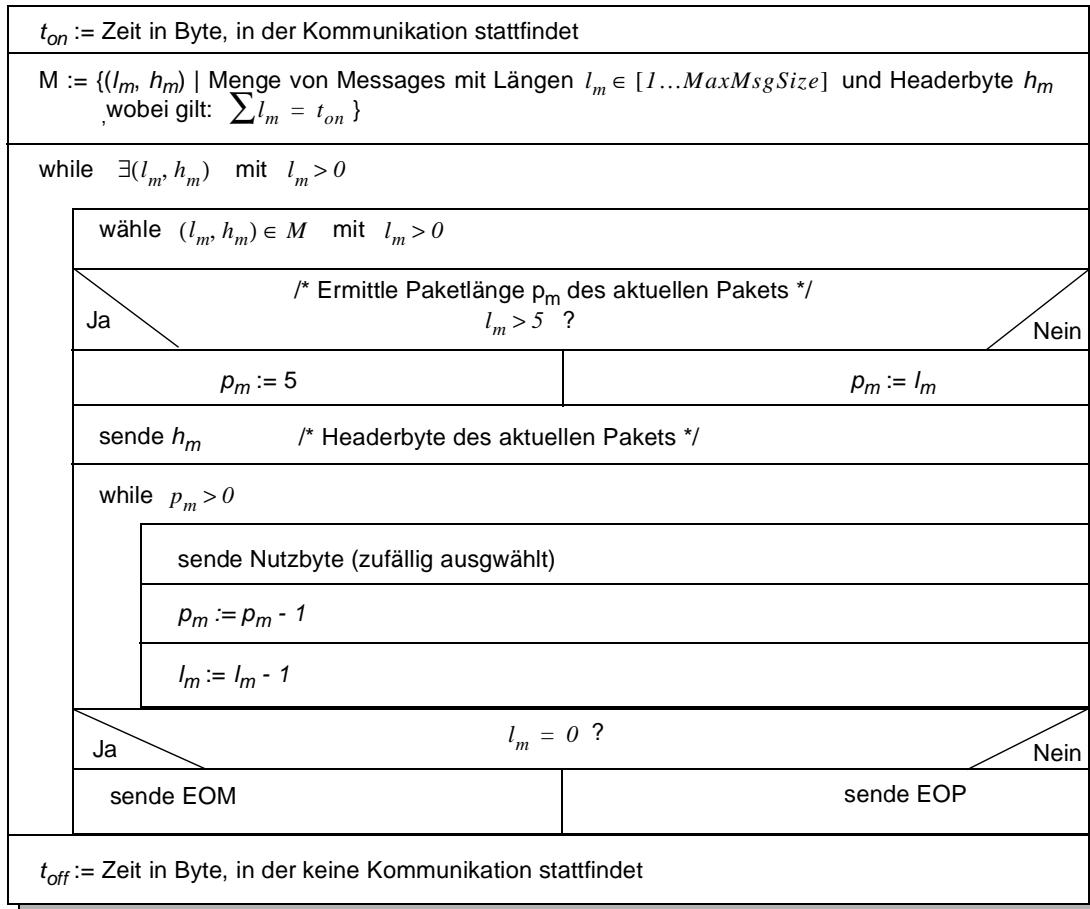 t_on := Zeit in Byte, in der Kommunikation stattfindet
M := {(l_m, h_m) | Menge von Messages mit Längen l_m ∈ [1…MaxMsgSize] und Headerbyte h_m
,wobei gilt: ∑l_m = t_on }
while ∃(l_m, h_m) mit l_m > 0
wähle (l_m, h_m) ∈ M mit l_m > 0
/* Ermittle Paketlänge p_m des aktuellen Pakets */
Ja l_m > 5 ? Nein
p_m := 5 p_m := l_m
sende h_m /* Headerbyte des aktuellen Pakets */
while p_m > 0
sende Nutzbyte (zufällig ausgwählt)
p_m := p_m - 1
l_m := l_m - 1
Ja l_m = 0 ? Nein
sende EOM sende EOP
t_off := Zeit in Byte, in der keine Kommunikation stattfindet